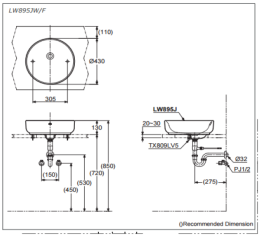 LW895JW/F
(110)
Ø430
305
130
(150)
(450)
(530)
(720)
(850)
LW895J
20~30
TX809LV5
Ø32
PJ1/2
(275)
()Recommended Dimension